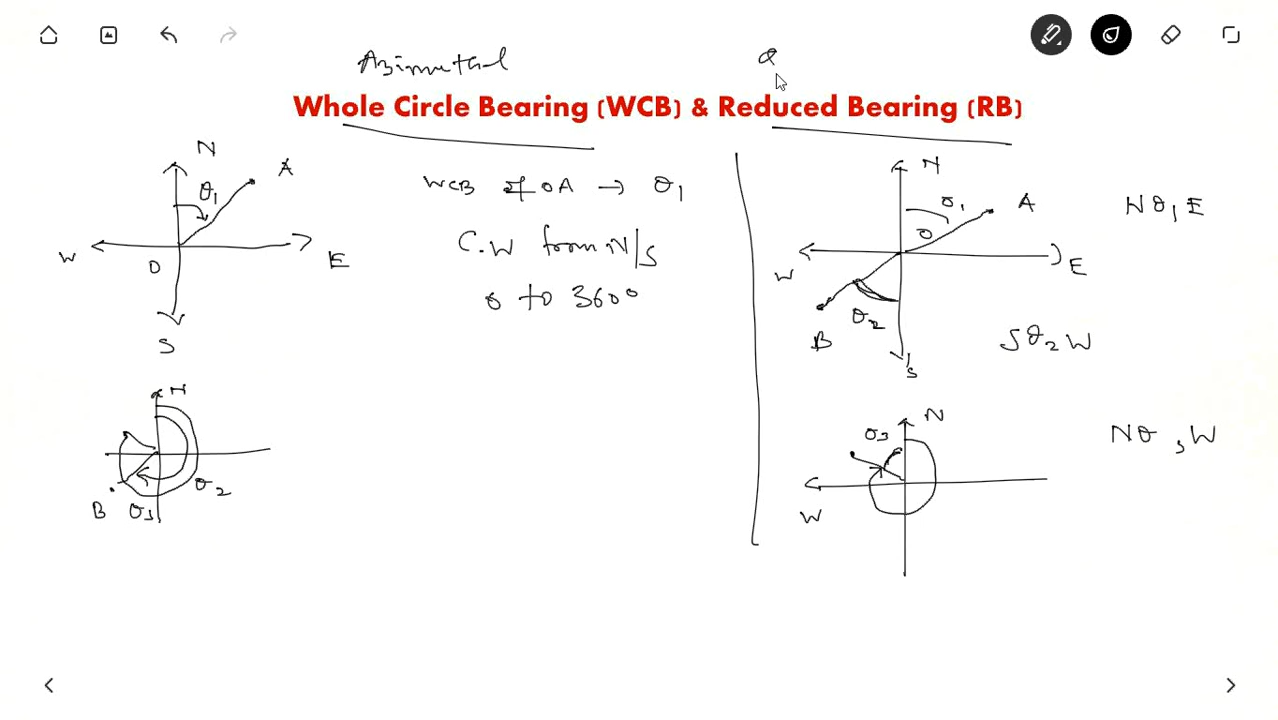 Azimuthal
Q
Whole Circle Bearing (WCB) & Reduced Bearing (RB)
N
A
θ1
W
O
E
S
WCB of OA → θ1
C.W from N/S
0 to 360°
N
B
θ3
θ2
N
A
θ1
O
W
E
B
θ2
S
Nθ1E
Sθ2W
N
θ3
W
Nθ3W